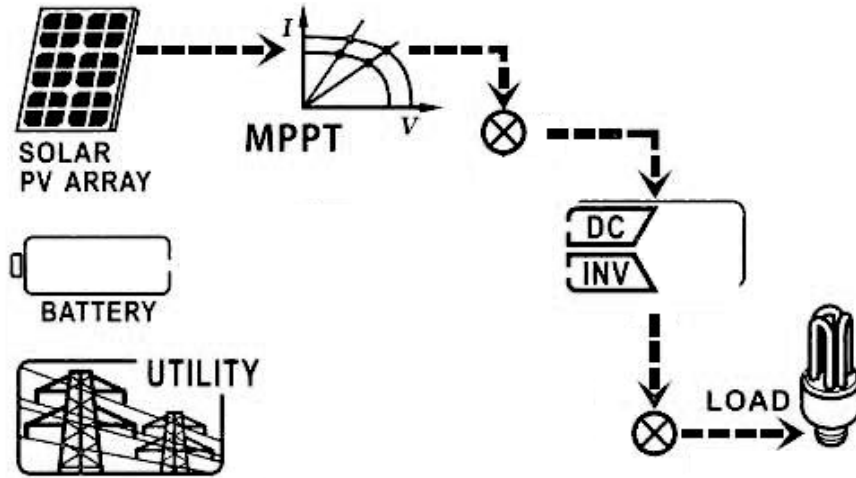 I
V
MPPT
SOLAR
PV ARRAY
DC
INV
BATTERY
UTILITY
LOAD